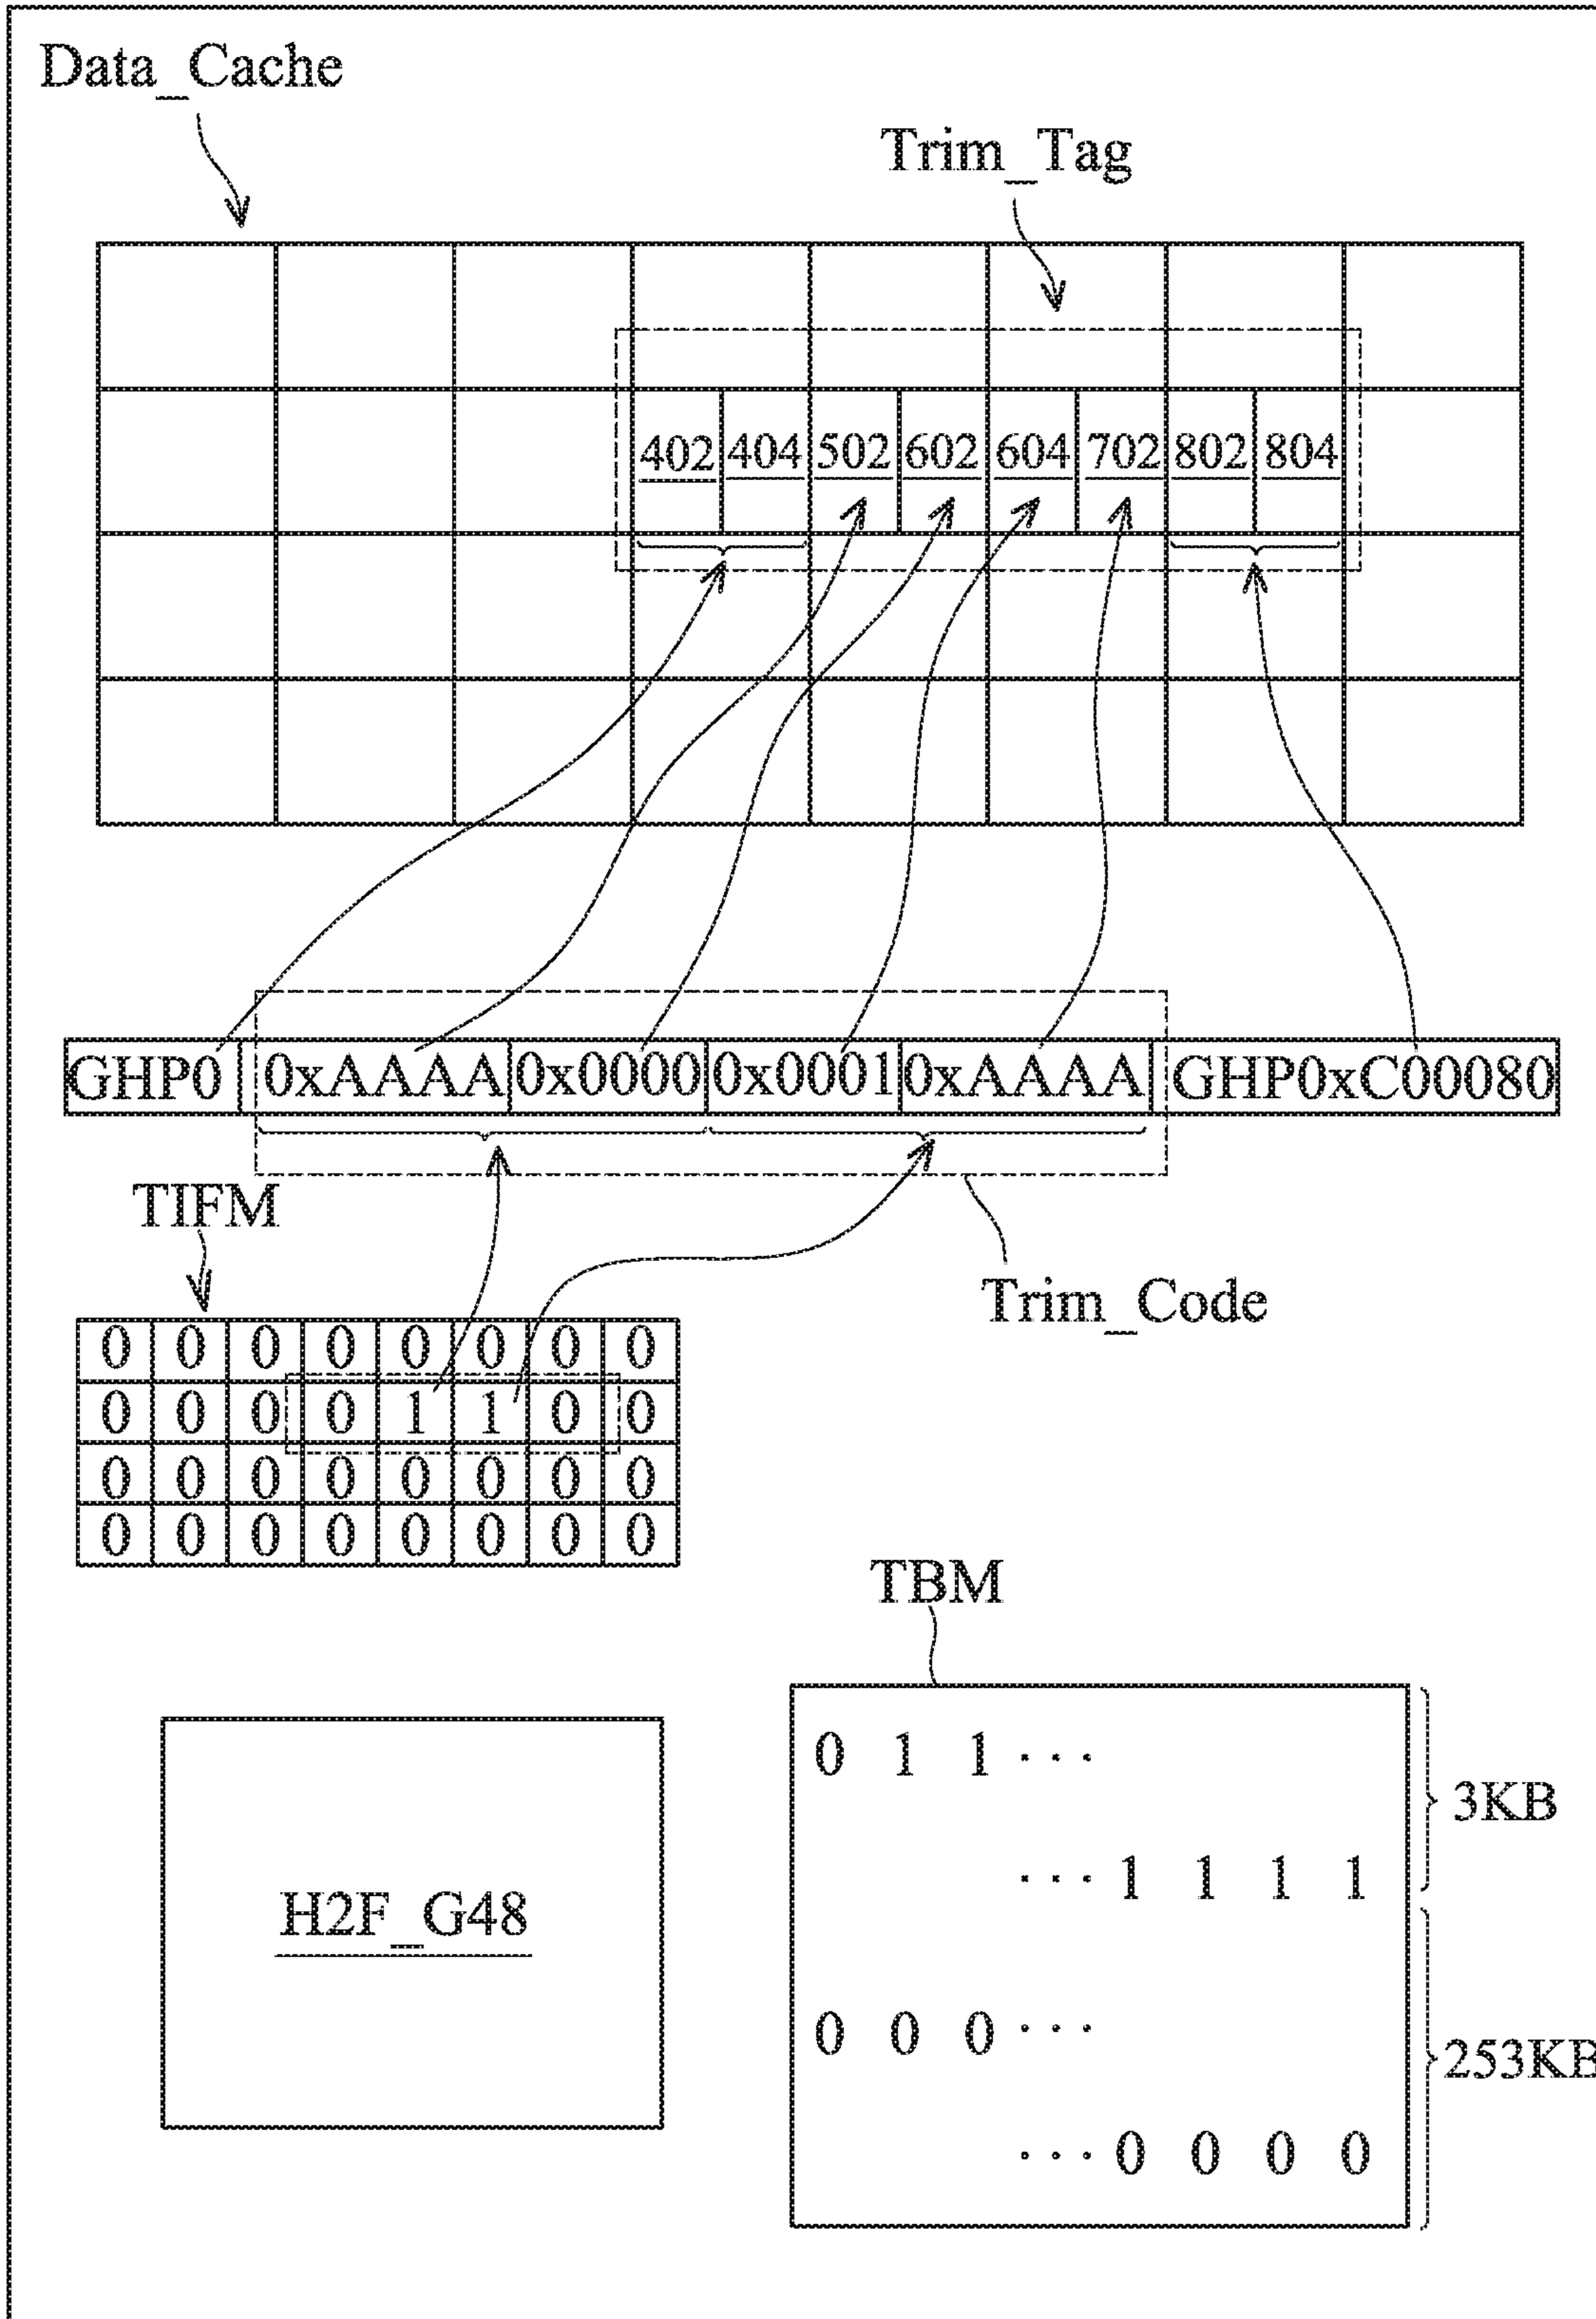 Data_Cache
Trim_Tag
402 404 502 602 604 702 802 804
GHP0 0xAAAA 0x0000 0x0001 0xAAAA GHP0xC00080
TIFM
Trim_Code
0 0 0 0 0 0 0 0
0 0 0 0 1 1 0 0
0 0 0 0 0 0 0 0
0 0 0 0 0 0 0 0
TBM
0 1 1 ...
3KB
... 1 1 1 1
H2F_G48
0 0 0 ...
253KB
... 0 0 0 0